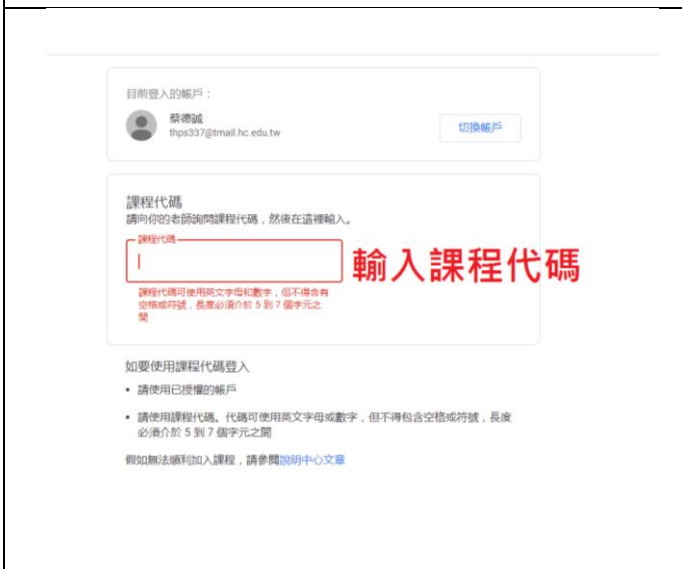 目前登入的帳戶：
蔡德誠
thps337@tmail.hc.edu.tw
切換帳戶
課程代碼
請向你的老師詢問課程代碼，然後在這裡輸入。
課程代碼
輸入課程代碼
課程代碼可使用英文字母和數字，但不得含有
空格或符號，長度必須介於 5 到 7 個字元之
間
如要使用課程代碼登入
• 請使用已授權的帳戶
• 請使用課程代碼。代碼可使用英文字母或數字，但不得包含空格或符號，長度
必須介於 5 到 7 個字元之間
假如無法順利加入課程，請參閱說明中心文章